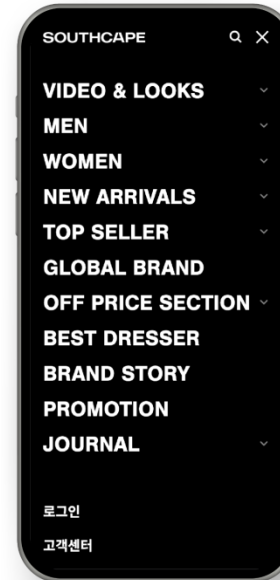 SOUTHCAPE
VIDEO & LOOKS
MEN
WOMEN
NEW ARRIVALS
TOP SELLER
GLOBAL BRAND
OFF PRICE SECTION
BEST DRESSER
BRAND STORY
PROMOTION
JOURNAL
로그인
고객센터